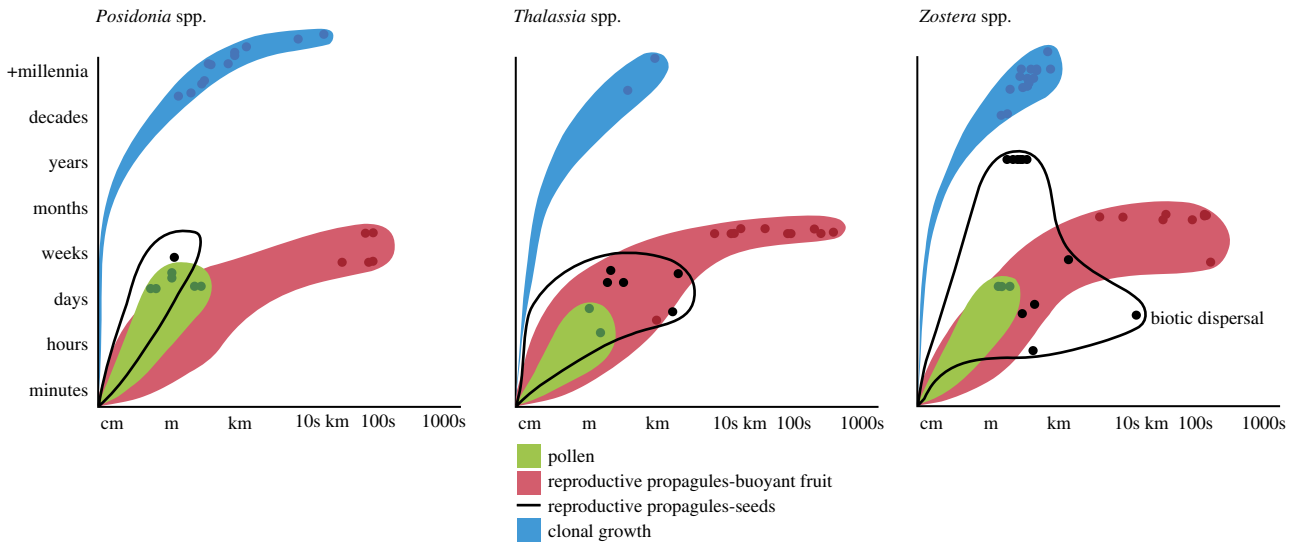 Posidonia spp.
Thalassia spp.
Zostera spp.
+millennia
decades
years
months
weeks
days
hours
minutes
biotic dispersal
cm m km 10s km 100s 1000s
cm m km 10s km 100s 1000s
cm m km 10s km 100s 1000s
pollen
reproductive propagules-buoyant fruit
reproductive propagules-seeds
clonal growth